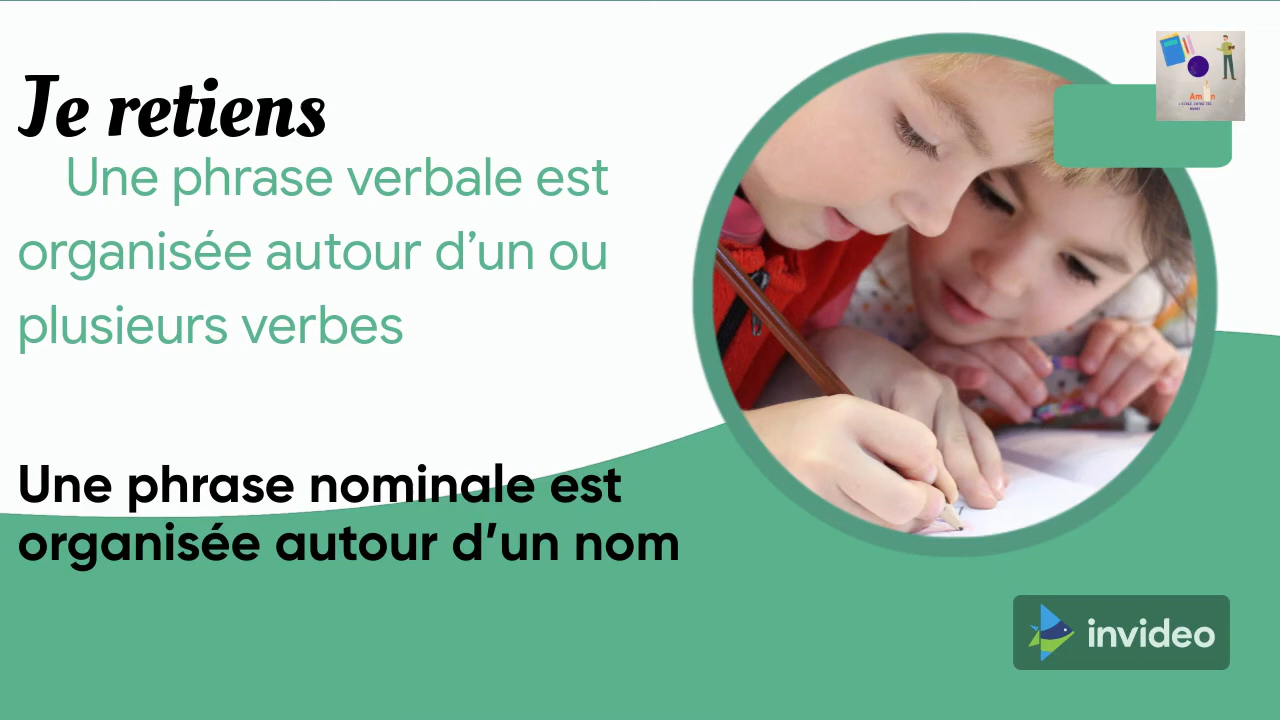 Je retiens
Une phrase verbale est
organisée autour d’un ou
plusieurs verbes
Une phrase nominale est
organisée autour d’un nom
invideo